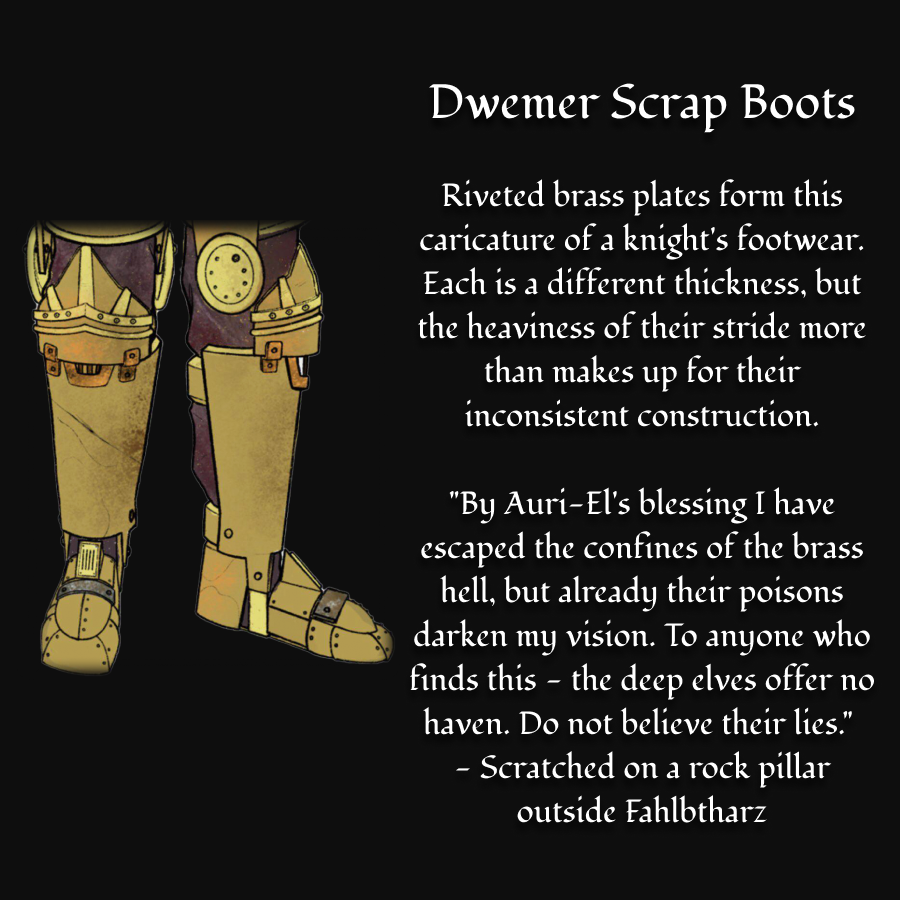 Dwemer Scrap Boots
Riveted brass plates form this
caricature of a knight's footwear.
Each is a different thickness, but
the heaviness of their stride more
than makes up for their
inconsistent construction.
"By Auri-El's blessing I have
escaped the confines of the brass
hell, but already their poisons
darken my vision. To anyone who
finds this - the deep elves offer no
haven. Do not believe their lies."
- Scratched on a rock pillar
outside Fahlbtharz